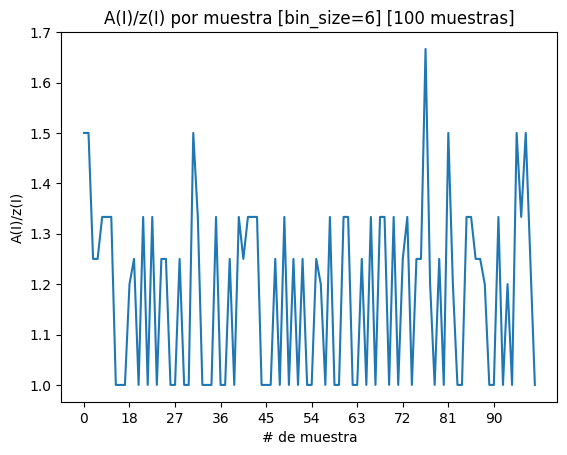 A(I)/z(I) por muestra [bin_size=6] [100 muestras]
1.7
1.6
1.5
1.4
1.3
1.2
1.1
1.0
A(I)/z(I)
0 18 27 36 45 54 63 72 81 90
# de muestra